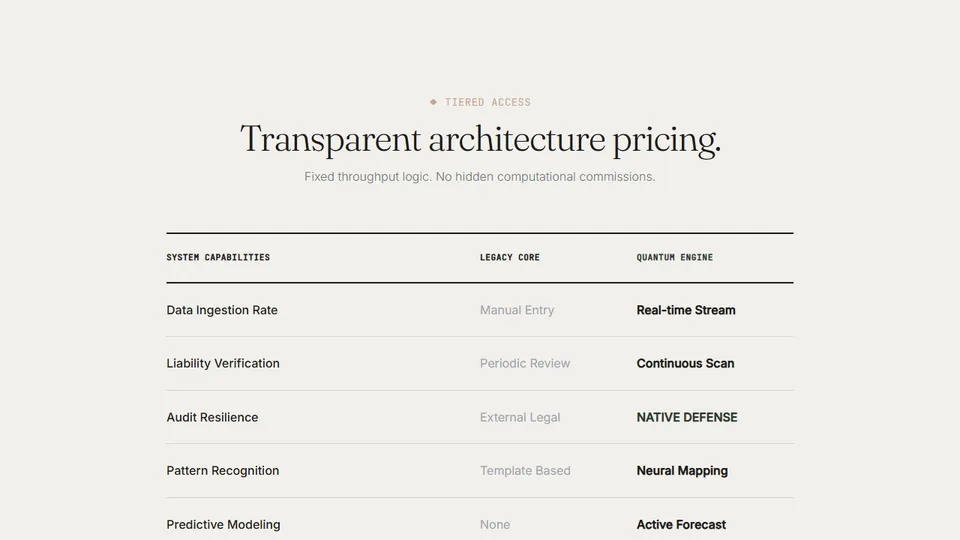 ◆ TIERED ACCESS
Transparent architecture pricing.
Fixed throughput logic. No hidden computational commissions.
SYSTEM CAPABILITIES LEGACY CORE QUANTUM ENGINE
Data Ingestion Rate Manual Entry Real-time Stream
Liability Verification Periodic Review Continuous Scan
Audit Resilience External Legal NATIVE DEFENSE
Pattern Recognition Template Based Neural Mapping
Predictive Modeling None Active Forecast